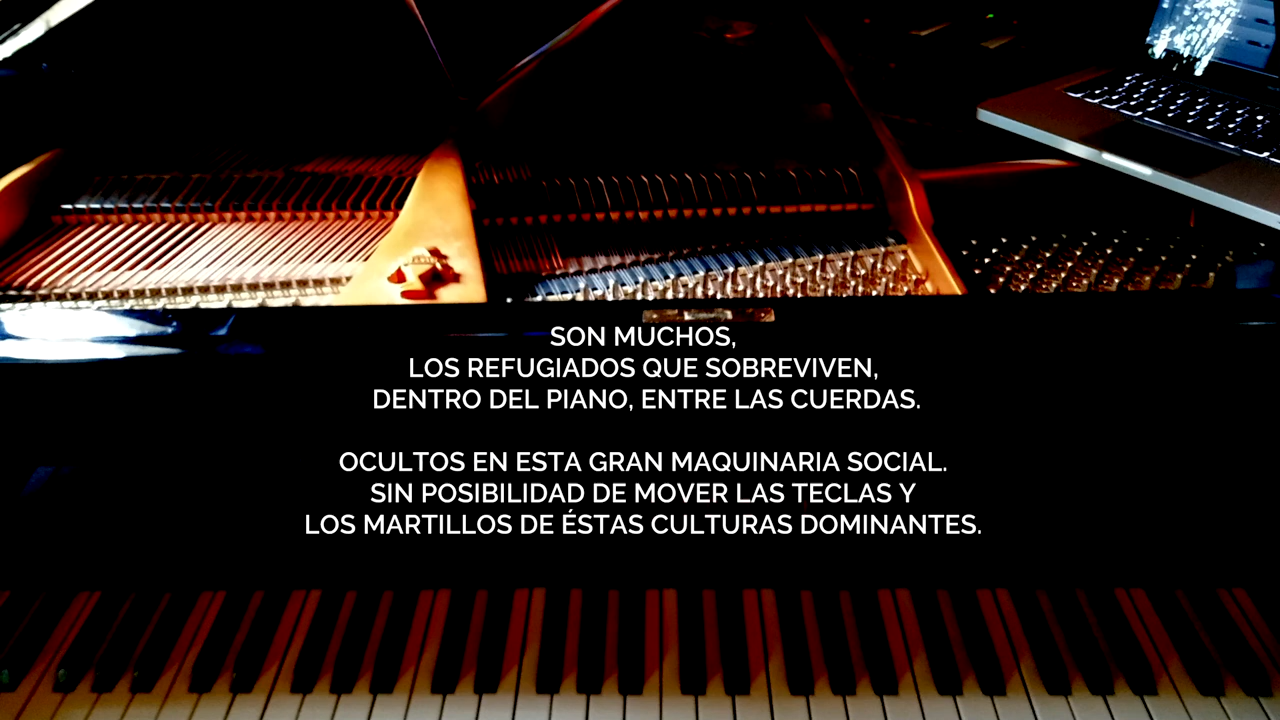 SON MUCHOS,
LOS REFUGIADOS QUE SOBREVIVEN,
DENTRO DEL PIANO, ENTRE LAS CUERDAS.
OCULTOS EN ESTA GRAN MAQUINARIA SOCIAL.
SIN POSIBILIDAD DE MOVER LAS TECLAS Y
LOS MARTILLOS DE ÉSTAS CULTURAS DOMINANTES.